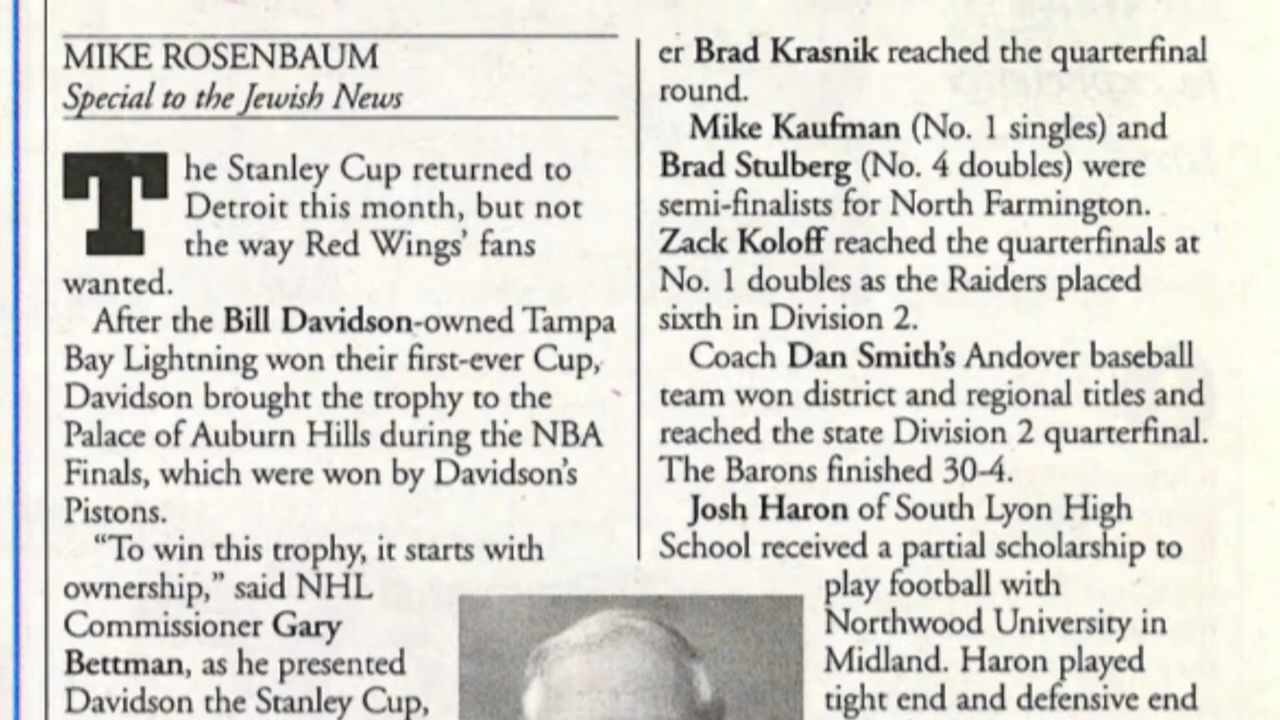 MIKE ROSENBAUM
Special to the Jewish News
The Stanley Cup returned to
Detroit this month, but not
the way Red Wings' fans
wanted.
After the Bill Davidson-owned Tampa
Bay Lightning won their first-ever Cup,
Davidson brought the trophy to the
Palace of Auburn Hills during the NBA
Finals, which were won by Davidson's
Pistons.
“To win this trophy, it starts with
ownership,” said NHL
Commissioner Gary
Bettman, as he presented
Davidson the Stanley Cup,
er Brad Krasnik reached the quarterfinal
round.
Mike Kaufman (No. 1 singles) and
Brad Stulberg (No. 4 doubles) were
semi-finalists for North Farmington.
Zack Koloff reached the quarterfinals at
No. 1 doubles as the Raiders placed
sixth in Division 2.
Coach Dan Smith's Andover baseball
team won district and regional titles and
reached the state Division 2 quarterfinal.
The Barons finished 30-4.
Josh Haron of South Lyon High
School received a partial scholarship to
play football with
Northwood University in
Midland. Haron played
tight end and defensive end